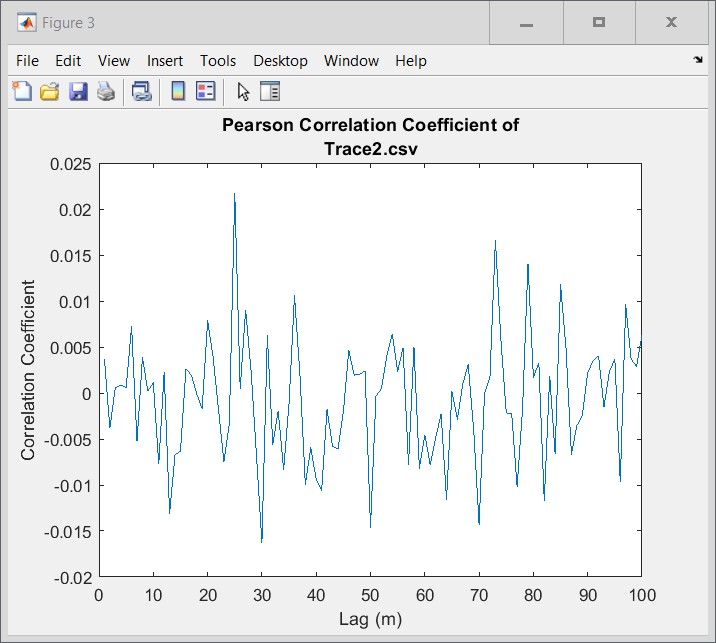 Figure 3
File Edit View Insert Tools Desktop Window Help
Pearson Correlation Coefficient of
Trace2.csv
0.025
0.02
0.015
0.01
0.005
0
-0.005
-0.01
-0.015
-0.02
Correlation Coefficient
0 10 20 30 40 50 60 70 80 90 100
Lag (m)